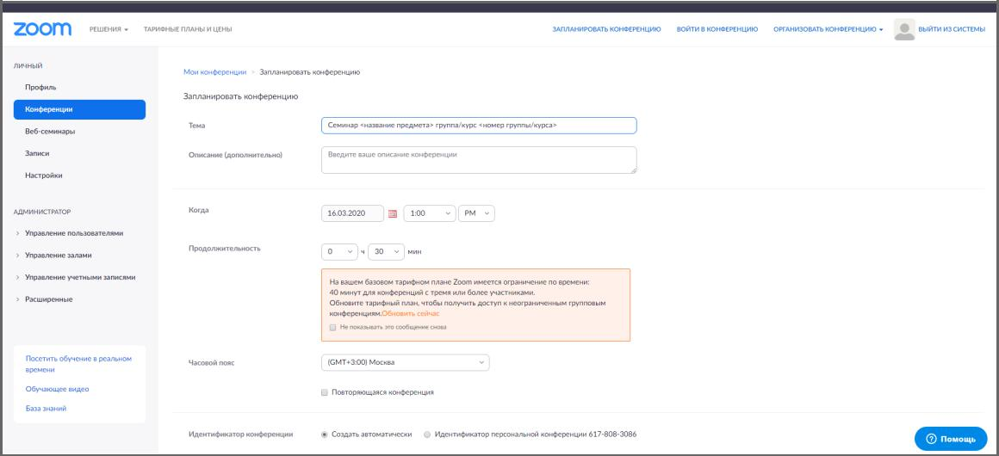 zoom
РЕШЕНИЯ
ТАРИФНЫЕ ПЛАНЫ И ЦЕНЫ
ЗАПЛАНИРОВАТЬ КОНФЕРЕНЦИЮ
ВОЙТИ В КОНФЕРЕНЦИЮ
ОРГАНИЗОВАТЬ КОНФЕРЕНЦИЮ
ВЫЙТИ ИЗ СИСТЕМЫ
ЛИЧНЫЙ
Профиль
Конференции
Веб-семинары
Записи
Настройки
АДМИНИСТРАТОР
> Управление пользователями
> Управление залами
> Управление учетными записями
> Расширенные
Посетить обучение в реальном
времени
Обучающее видео
База знаний
Мои конференции > Запланировать конференцию
Запланировать конференцию
Тема
Семинар <название предмета> группа/курс <номер группы/курса>
Описание (дополнительно)
Введите ваше описание конференции
Когда
16.03.2020 1:00 PM
Продолжительность
0 ч 30 мин
На вашем базовом тарифном плане Zoom имеется ограничение по времени:
40 минут для конференций с тремя или более участниками.
Обновите тарифный план, чтобы получить доступ к неограниченным групповым
конференциям.Обновить сейчас
Не показывать это сообщение снова
Часовой пояс
(GMT+3:00) Москва
Повторяющаяся конференция
Идентификатор конференции
Создать автоматически
Идентификатор персональной конференции 617-808-3086
Помощь